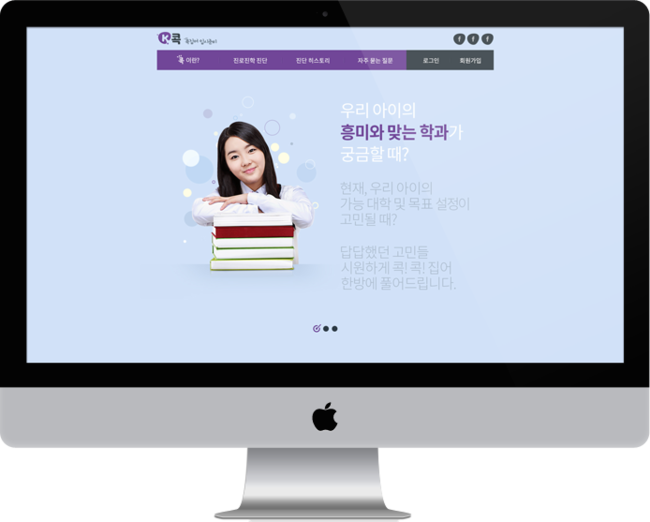 K콕
이란?
진로진학 진단
진단 히스토리
자주 묻는 질문
로그인
회원가입
우리 아이의
흥미와 맞는 학과가
궁금할 때?
현재, 우리 아이의
가능 대학 및 목표 설정이
고민될 때?
답답했던 고민들
시원하게 콕! 콕! 집어
한방에 풀어드립니다.